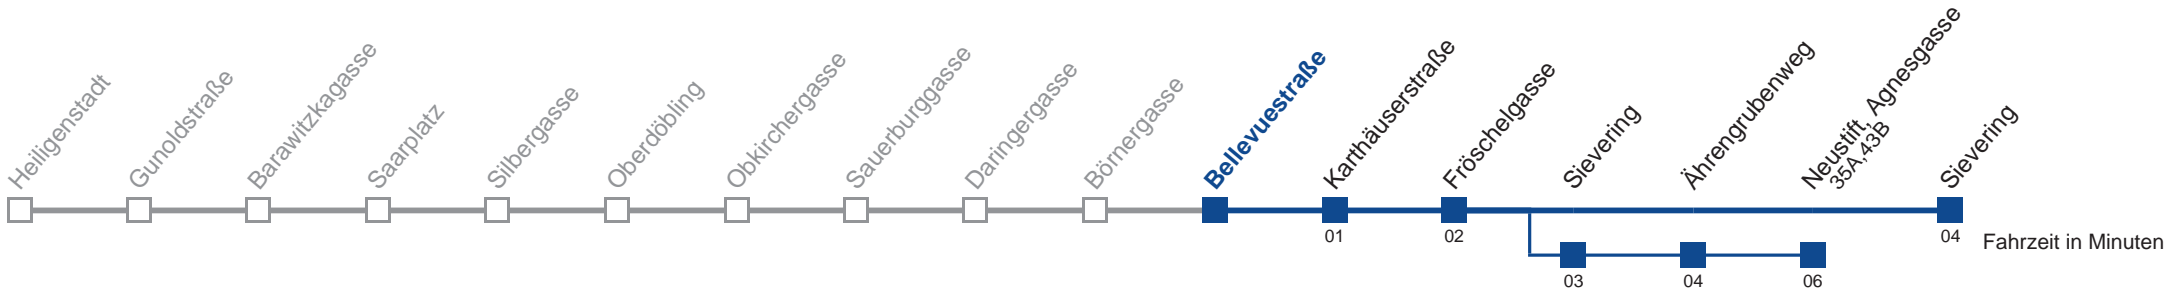 Heiligenstadt
Gunoldstraße
Barawitzkagasse
Saarplatz
Silbergasse
Oberdöbling
Obkirchergasse
Sauerburggasse
Daringergasse
Börnergasse
Bellevuestraße
Karthäuserstraße
Fröschelgasse
Sievering
Ährengrubenweg
Neustift, Agnesgasse
35A,43B
Sievering
01
02
04
Fahrzeit in Minuten
03
04
06